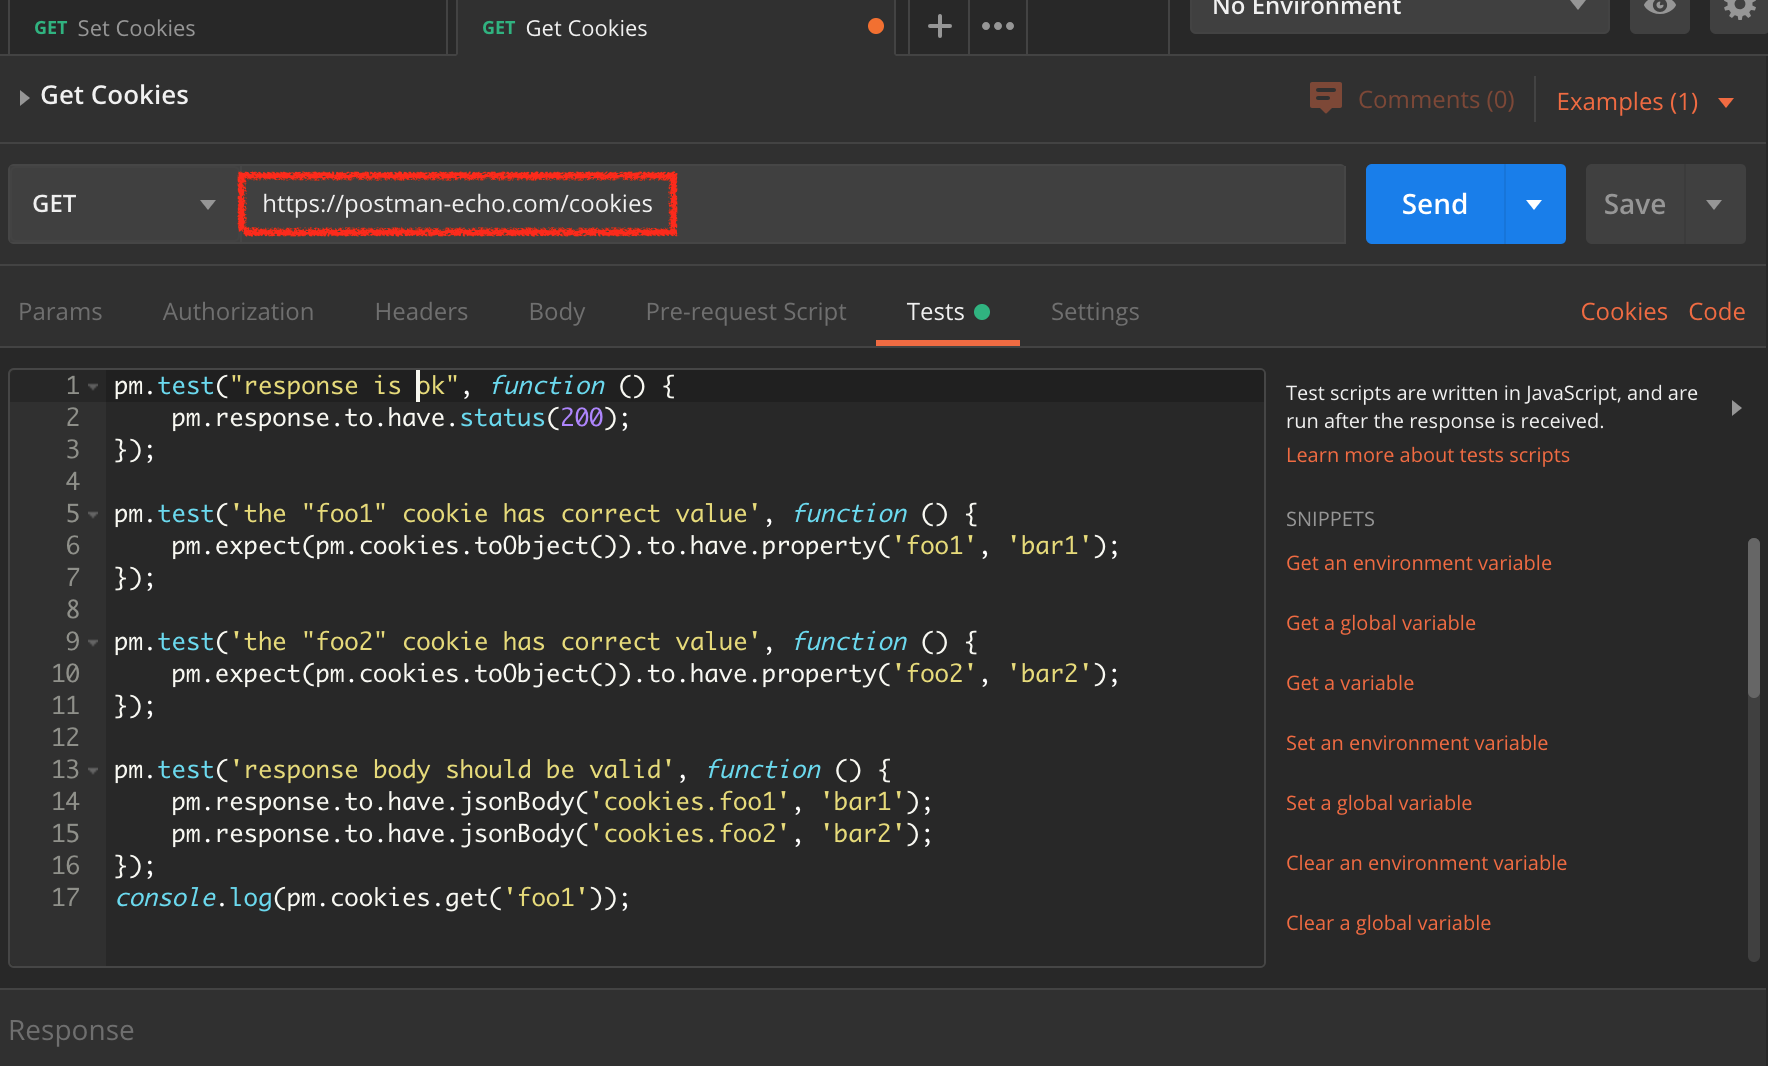 GET Set Cookies
GET Get Cookies
No Environment
Get Cookies
Comments (0)
Examples (1)
GET
https://postman-echo.com/cookies
Send
Save
Params
Authorization
Headers
Body
Pre-request Script
Tests
Settings
Cookies
Code
1 pm.test("response is ok", function () {
2     pm.response.to.have.status(200);
3 });
4
5 pm.test('the "foo1" cookie has correct value', function () {
6     pm.expect(pm.cookies.toObject()).to.have.property('foo1', 'bar1');
7 });
8
9 pm.test('the "foo2" cookie has correct value', function () {
10     pm.expect(pm.cookies.toObject()).to.have.property('foo2', 'bar2');
11 });
12
13 pm.test('response body should be valid', function () {
14     pm.response.to.have.jsonBody('cookies.foo1', 'bar1');
15     pm.response.to.have.jsonBody('cookies.foo2', 'bar2');
16 });
17 console.log(pm.cookies.get('foo1'));
Test scripts are written in JavaScript, and are
run after the response is received.
Learn more about tests scripts
SNIPPETS
Get an environment variable
Get a global variable
Get a variable
Set an environment variable
Set a global variable
Clear an environment variable
Clear a global variable
Response